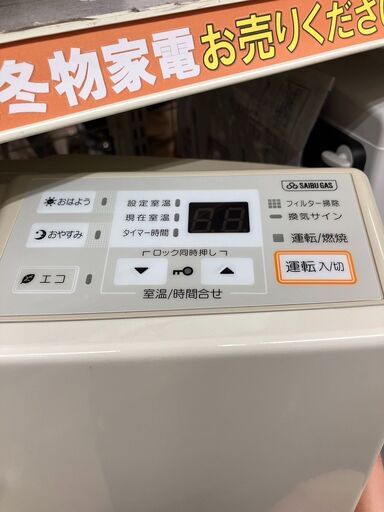 冬物家電お売りください
おはよう
おやすみ
エコ
設定室温
現在室温
タイマー時間
88
ロック同時押し
▼ ▲
室温/時間合せ
SAIBU GAS
フィルター掃除
換気サイン
運転/燃焼
運転 入/切